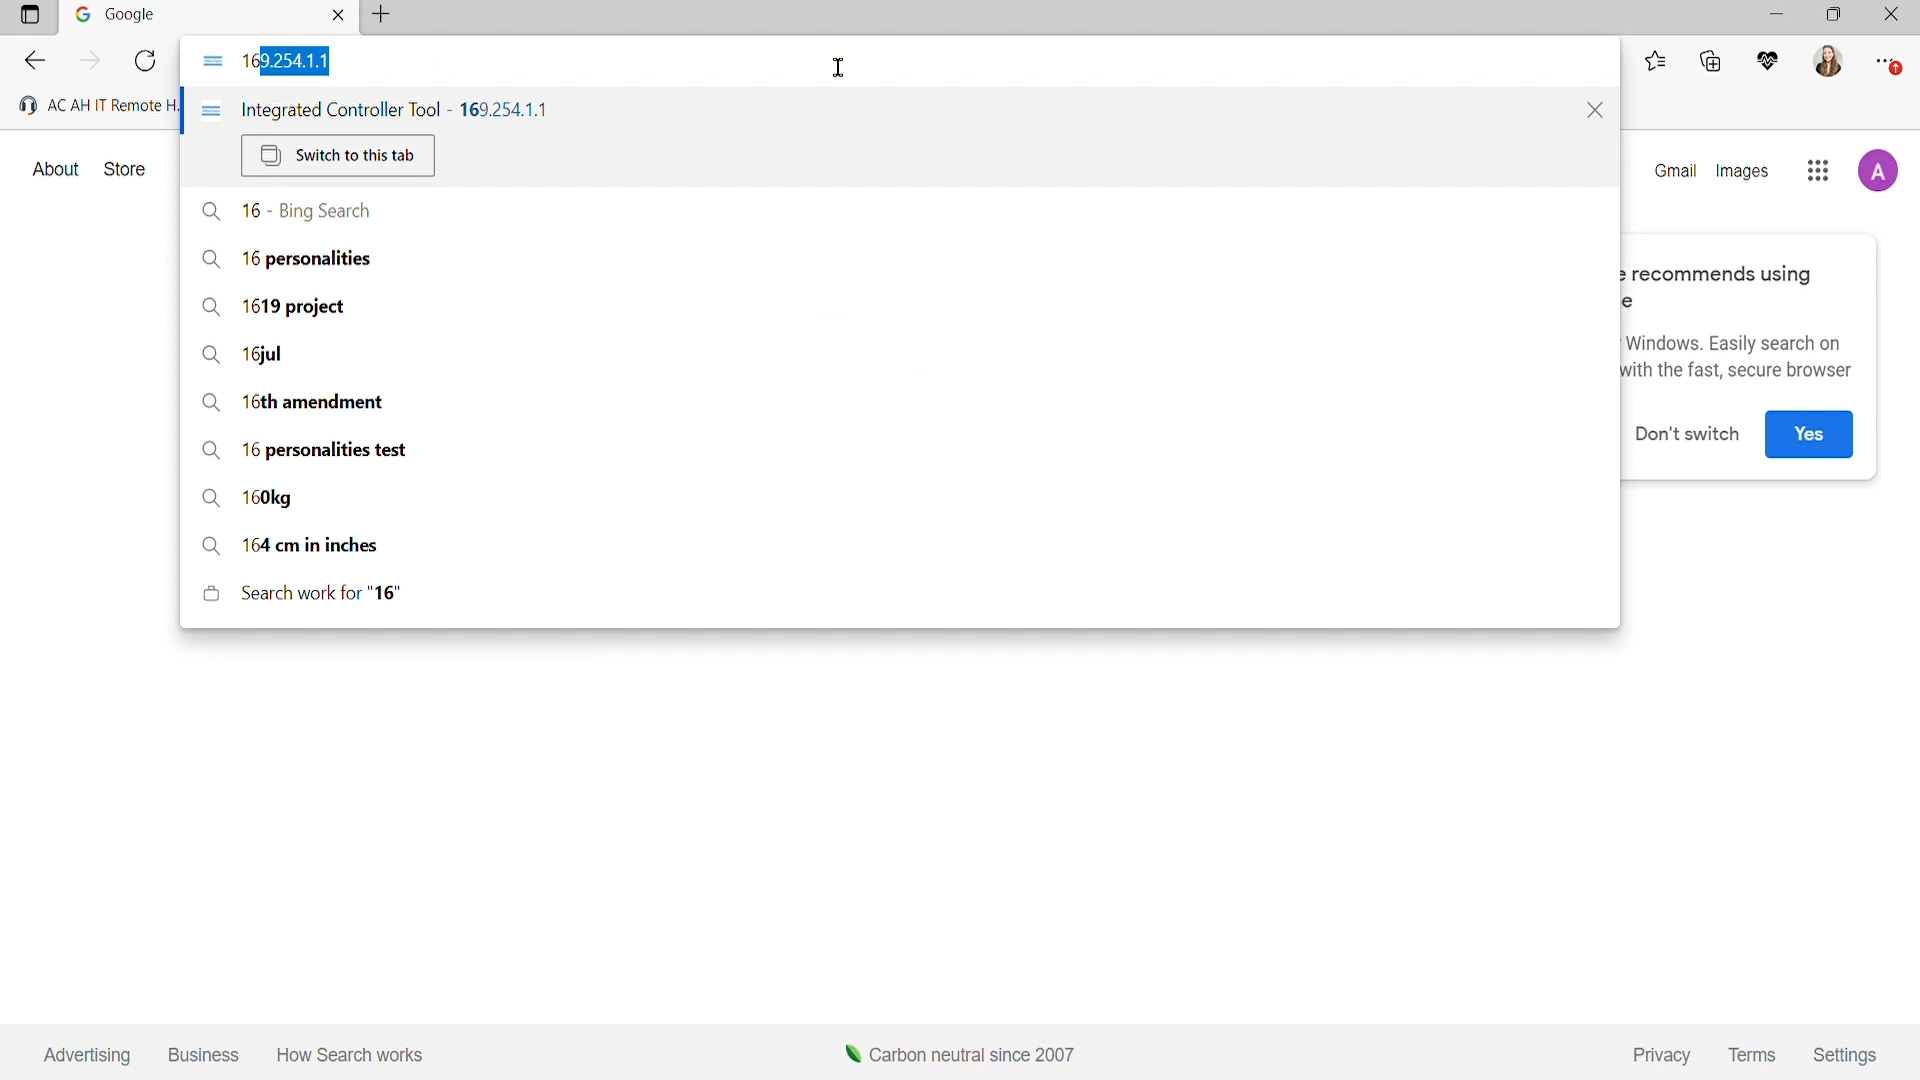 Google
169.254.1.1
AC AH IT Remote H.
Integrated Controller Tool - 169.254.1.1
Switch to this tab
About Store
Gmail Images
A
16 - Bing Search
16 personalities
1619 project
16jul
16th amendment
16 personalities test
160kg
164 cm in inches
Search work for "16"
e recommends using
e
Windows. Easily search on
with the fast, secure browser
Don't switch Yes
Advertising Business How Search works
Carbon neutral since 2007
Privacy Terms Settings